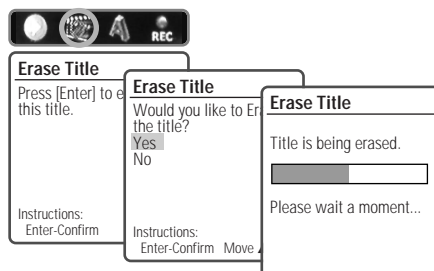 REC
Erase Title
Press [Enter] to e
this title.
Instructions:
Enter-Confirm
Erase Title
Would you like to Er
the title?
Yes
No
Instructions:
Enter-Confirm Move
Erase Title
Title is being erased.
Please wait a moment...